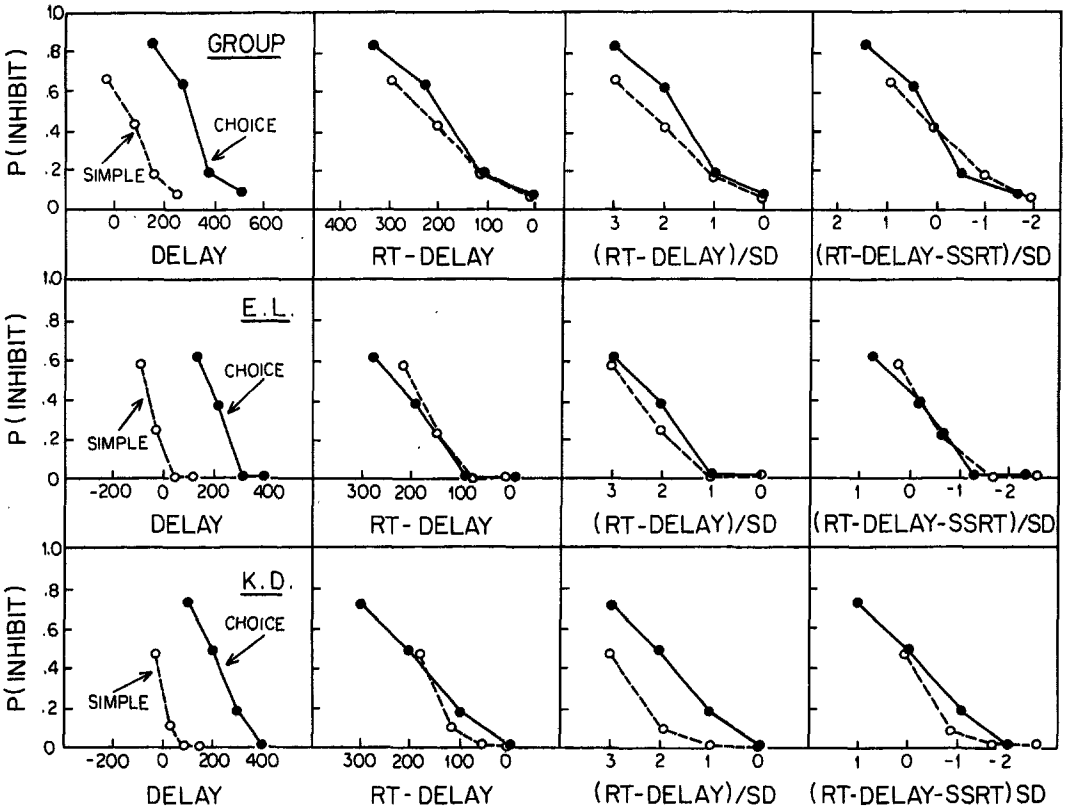 P(INHIBIT)
1.0
.8
.6
.4
.2
0
GROUP
SIMPLE
CHOICE
0 200 400 600
DELAY
400 300 200 100 0
RT-DELAY
3 2 1 0
(RT-DELAY)/SD
2 1 0 -1 -2
(RT-DELAY-SSRT)/SD
P(INHIBIT)
1.0
.8
.6
.4
.2
0
E.L.
SIMPLE
CHOICE
-200 0 200 400
DELAY
300 200 100 0
RT-DELAY
3 2 1 0
(RT-DELAY)/SD
1 0 -1 -2
(RT-DELAY-SSRT)/SD
P(INHIBIT)
1.0
.8
.6
.4
.2
0
K.D.
SIMPLE
CHOICE
-200 0 200 400
DELAY
300 200 100 0
RT-DELAY
3 2 1 0
(RT-DELAY)/SD
1 0 -1 -2
(RT-DELAY-SSRT)SD